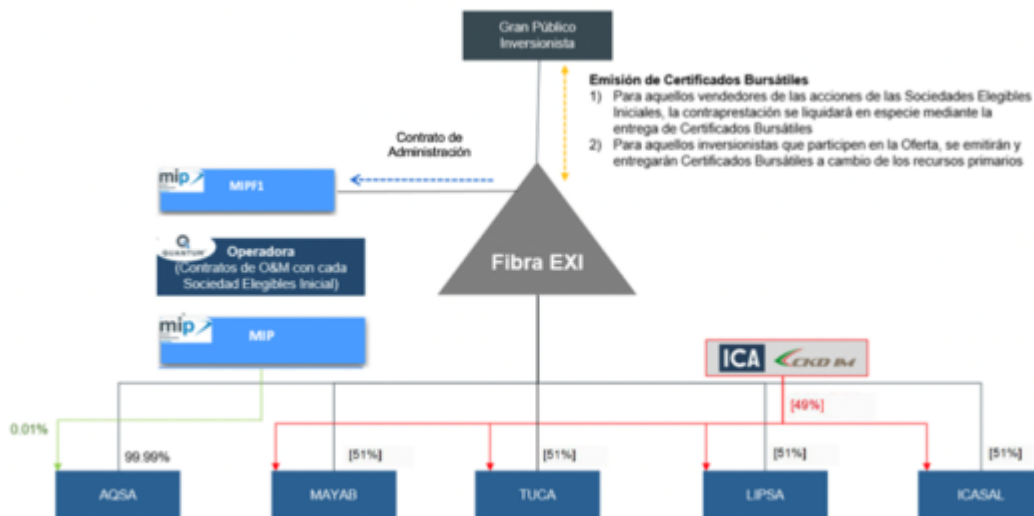 Gran Público
Inversionista
Emisión de Certificados Bursátiles
1) Para aquellos vendedores de las acciones de las Sociedades Elegibles
Iniciales, la contraprestación se liquidará en especie mediante la
entrega de Certificados Bursátiles
2) Para aquellos inversionistas que participen en la Oferta, se emitirán y
entregarán Certificados Bursátiles a cambio de los recursos primarios
Contrato de
Administración
mip
MIPF1
QUANTUM
Operadora
(Contratos de O&M con cada
Sociedad Elegibles Inicial)
Fibra EXI
mip
MIP
ICA CKD IM
0.01%
99.99%
[51%]
[51%]
[49%]
[51%]
[51%]
AQSA
MAYAB
TUCA
LIPSA
ICASAL